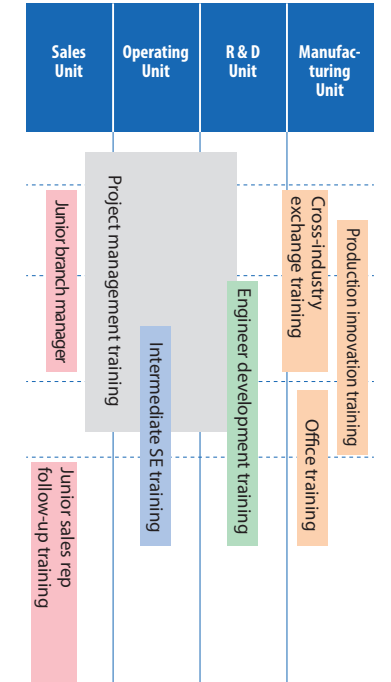 Sales
Unit
Operating
Unit
R & D
Unit
Manufac-
turing
Unit
Project management training
Junior branch manager
Cross-industry
exchange training
Production innovation training
Engineer development training
Intermediate SE training
Office training
Junior sales rep
follow-up training